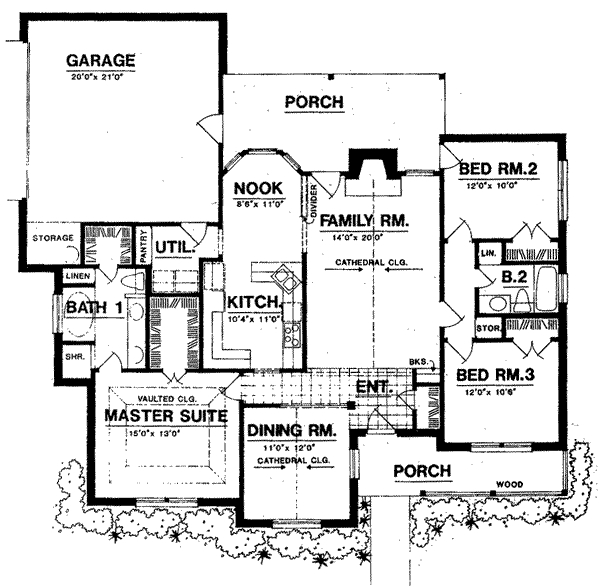 GARAGE
20'0"x 21'0"
PORCH
BED RM.2
12'0"x 10'0"
NOOK
8'6"x 11'0"
DIVIDER
FAMILY RM.
14'0"x 20'0"
CATHEDRAL CLG.
STORAGE
PANTRY
UTIL.
LIN.
B.2
LINEN
BATH 1
KITCH.
10'4"x 11'0"
STOR.
SHR.
BKS.
BED RM.3
12'0"x 10'6"
ENT.
VAULTED CLG.
MASTER SUITE
15'0"x 13'0"
DINING RM.
11'0"x 12'0"
CATHEDRAL CLG.
PORCH
WOOD